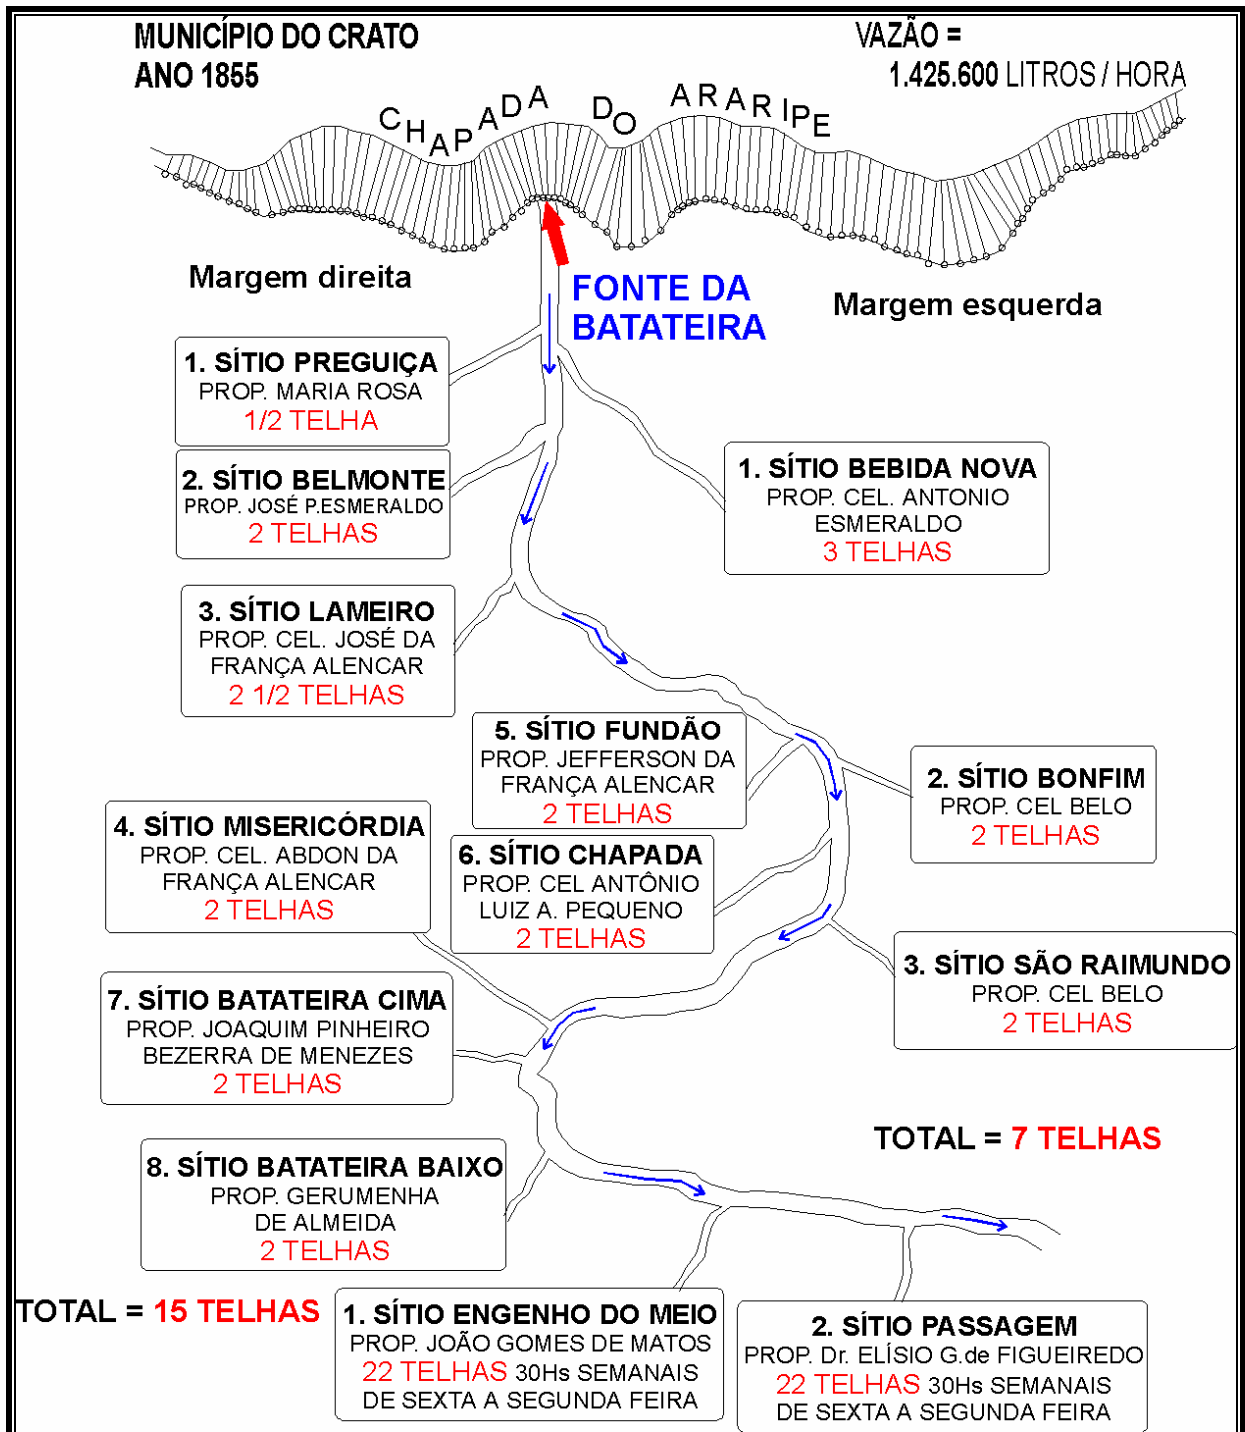 MUNICÍPIO DO CRATO
ANO 1855
VAZÃO =
1.425.600 LITROS / HORA
CHAPADA DO ARARIPE
Margem direita
FONTE DA
BATATEIRA
Margem esquerda
1. SÍTIO PREGUIÇA
PROP. MARIA ROSA
1/2 TELHA
2. SÍTIO BELMONTE
PROP. JOSÉ P.ESMERALDO
2 TELHAS
1. SÍTIO BEBIDA NOVA
PROP. CEL. ANTONIO
ESMERALDO
3 TELHAS
3. SÍTIO LAMEIRO
PROP. CEL. JOSÉ DA
FRANÇA ALENCAR
2 1/2 TELHAS
5. SÍTIO FUNDÃO
PROP. JEFFERSON DA
FRANÇA ALENCAR
2 TELHAS
2. SÍTIO BONFIM
PROP. CEL BELO
2 TELHAS
4. SÍTIO MISERICÓRDIA
PROP. CEL. ABDON DA
FRANÇA ALENCAR
2 TELHAS
6. SÍTIO CHAPADA
PROP. CEL ANTÔNIO
LUIZ A. PEQUENO
2 TELHAS
3. SÍTIO SÃO RAIMUNDO
PROP. CEL BELO
2 TELHAS
7. SÍTIO BATATEIRA CIMA
PROP. JOAQUIM PINHEIRO
BEZERRA DE MENEZES
2 TELHAS
TOTAL = 7 TELHAS
8. SÍTIO BATATEIRA BAIXO
PROP. GERUMENHA
DE ALMEIDA
2 TELHAS
TOTAL = 15 TELHAS
1. SÍTIO ENGENHO DO MEIO
PROP. JOÃO GOMES DE MATOS
22 TELHAS 30Hs SEMANAIS
DE SEXTA A SEGUNDA FEIRA
2. SÍTIO PASSAGEM
PROP. Dr. ELÍSIO G.de FIGUEIREDO
22 TELHAS 30Hs SEMANAIS
DE SEXTA A SEGUNDA FEIRA